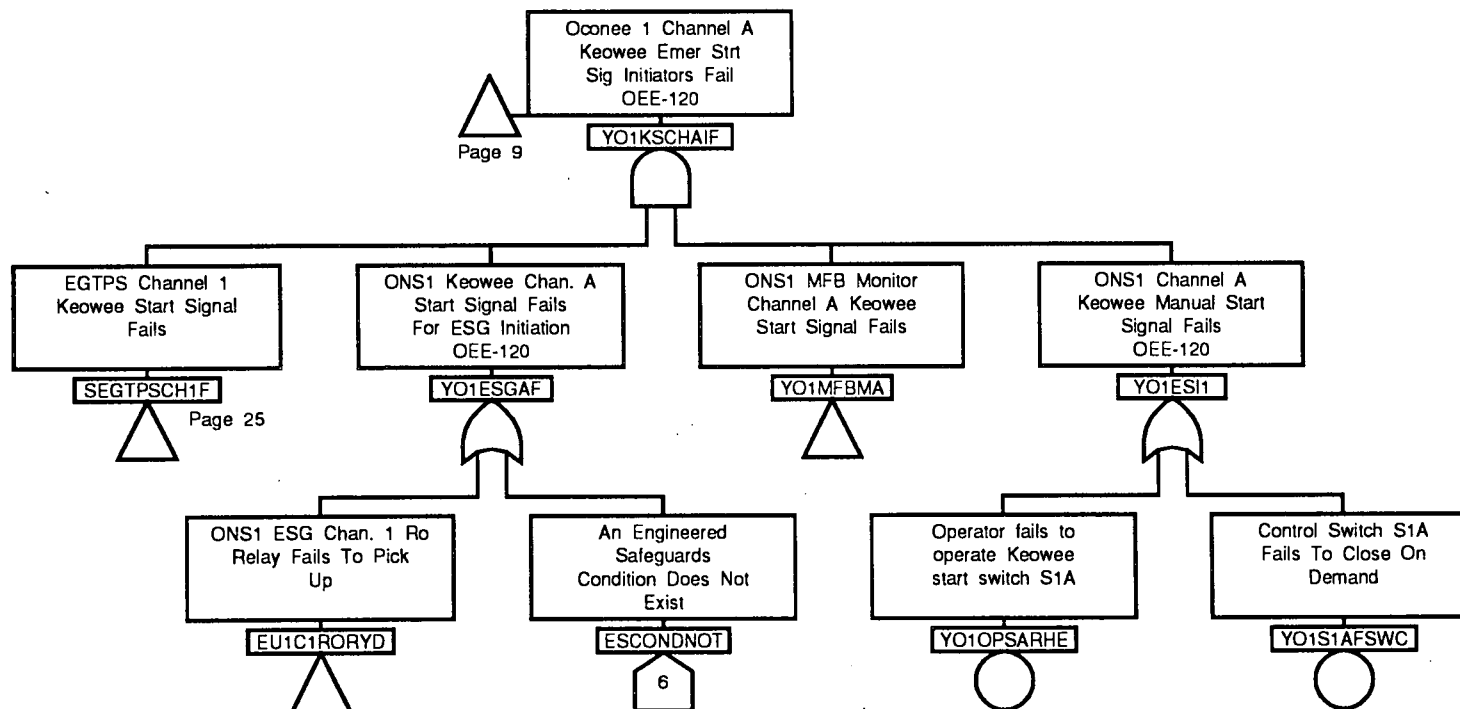 Oconee 1 Channel A
Keowee Emer Strt
Sig Initiators Fail
OEE-120
Page 9
YO1KSCHAIF
EGTPS Channel 1
Keowee Start Signal
Fails
SEGTPSCH1F
Page 25
ONS1 Keowee Chan. A
Start Signal Fails
For ESG Initiation
OEE-120
YO1ESGAF
ONS1 MFB Monitor
Channel A Keowee
Start Signal Fails
YO1MFBMA
ONS1 Channel A
Keowee Manual Start
Signal Fails
OEE-120
YO1ESI1
ONS1 ESG Chan. 1 Ro
Relay Fails To Pick
Up
EU1C1RORYD
An Engineered
Safeguards
Condition Does Not
Exist
ESCONDNOT
6
Operator fails to
operate Keowee
start switch S1A
YO1OPSARHE
Control Switch S1A
Fails To Close On
Demand
YO1S1AFSWC